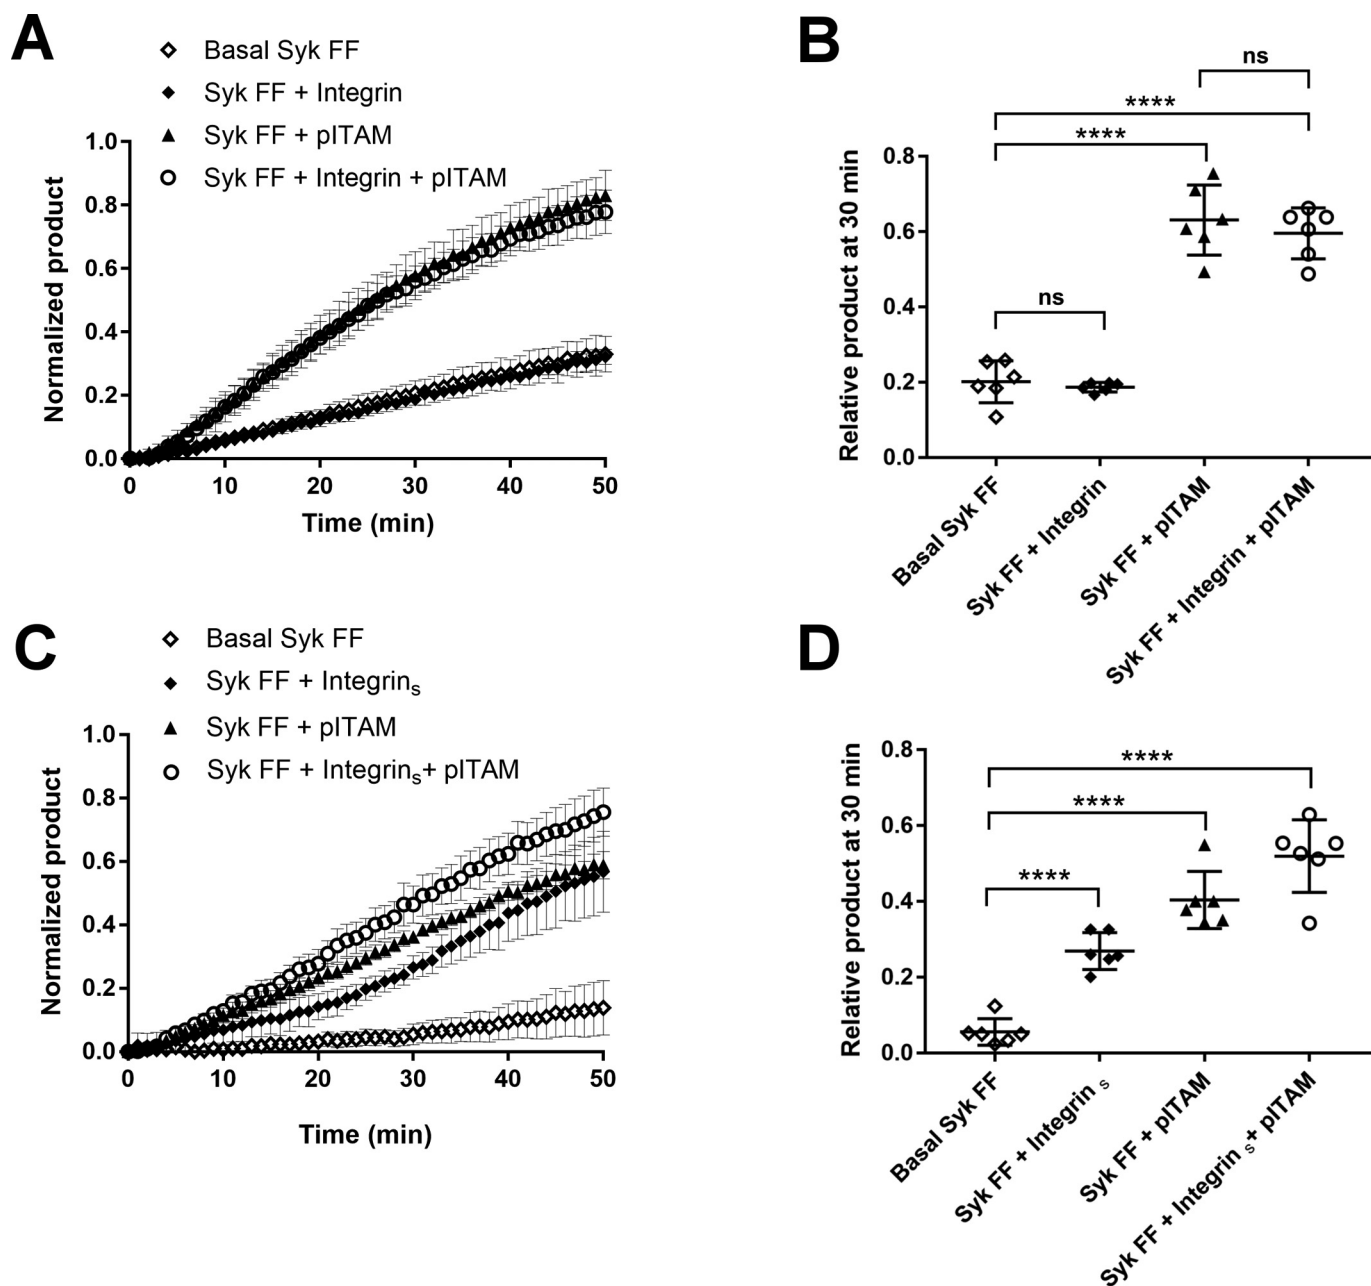 A
Basal Syk FF
Syk FF + Integrin
Syk FF + pITAM
Syk FF + Integrin + pITAM
Normalized product
1.0
0.8
0.6
0.4
0.2
0.0
0 10 20 30 40 50
Time (min)
B
ns
****
****
ns
Relative product at 30 min
0.8
0.6
0.4
0.2
0.0
Basal Syk FF
Syk FF + Integrin
Syk FF + pITAM
Syk FF + Integrin + pITAM
C
Basal Syk FF
Syk FF + Integrins
Syk FF + pITAM
Syk FF + Integrins+ pITAM
Normalized product
1.0
0.8
0.6
0.4
0.2
0.0
0 10 20 30 40 50
Time (min)
D
****
****
****
Relative product at 30 min
0.8
0.6
0.4
0.2
0.0
Basal Syk FF
Syk FF + Integrin s
Syk FF + pITAM
Syk FF + Integrin s+ pITAM